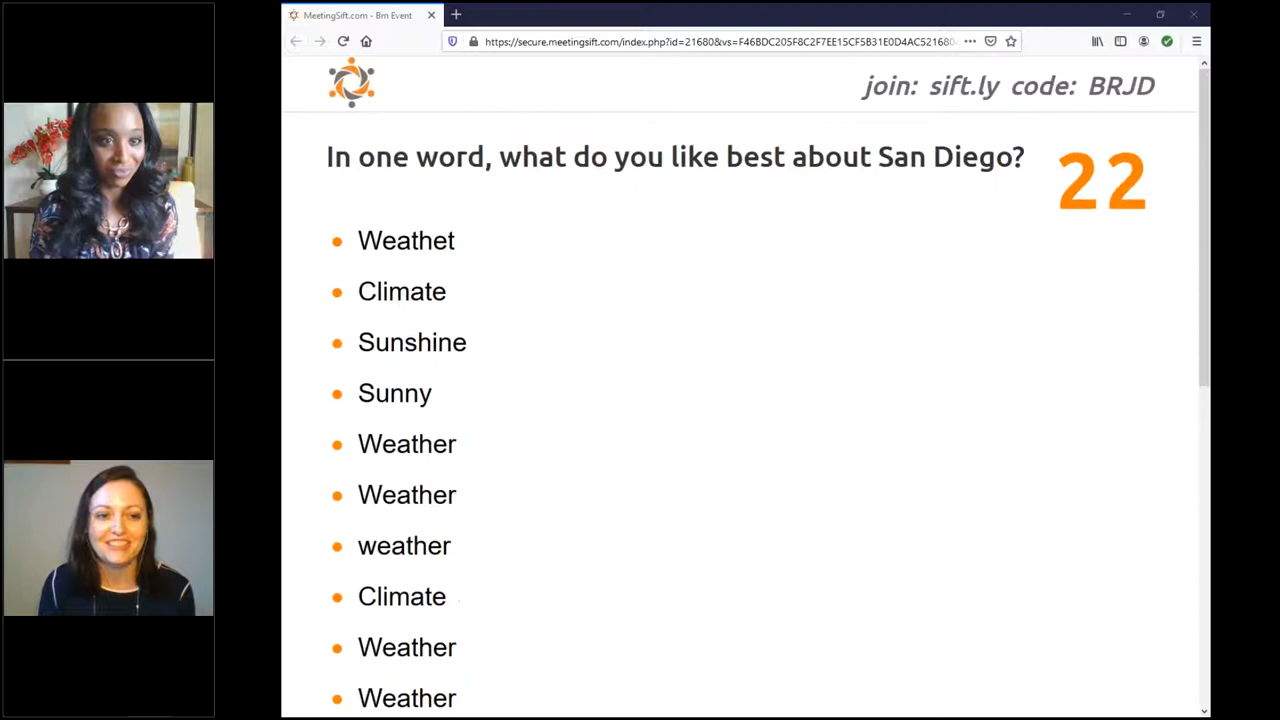 MeetingSift.com - Brn Event
https://secure.meetingsift.com/index.php?id=21680&vs=F46BDC205F8C2F7EE15CF5B31E0D4AC521680
join: sift.ly code: BRJD
In one word, what do you like best about San Diego?
22
Weathet
Climate
Sunshine
Sunny
Weather
Weather
weather
Climate
Weather
Weather